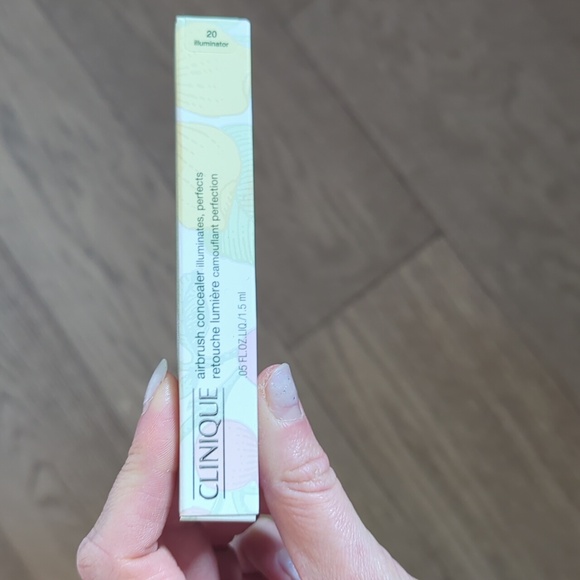 20
illuminator
CLINIQUE
airbrush concealer illuminates, perfects
retouche lumière camouflant perfection
.05 FL.OZ.LIQ./1.5 ml